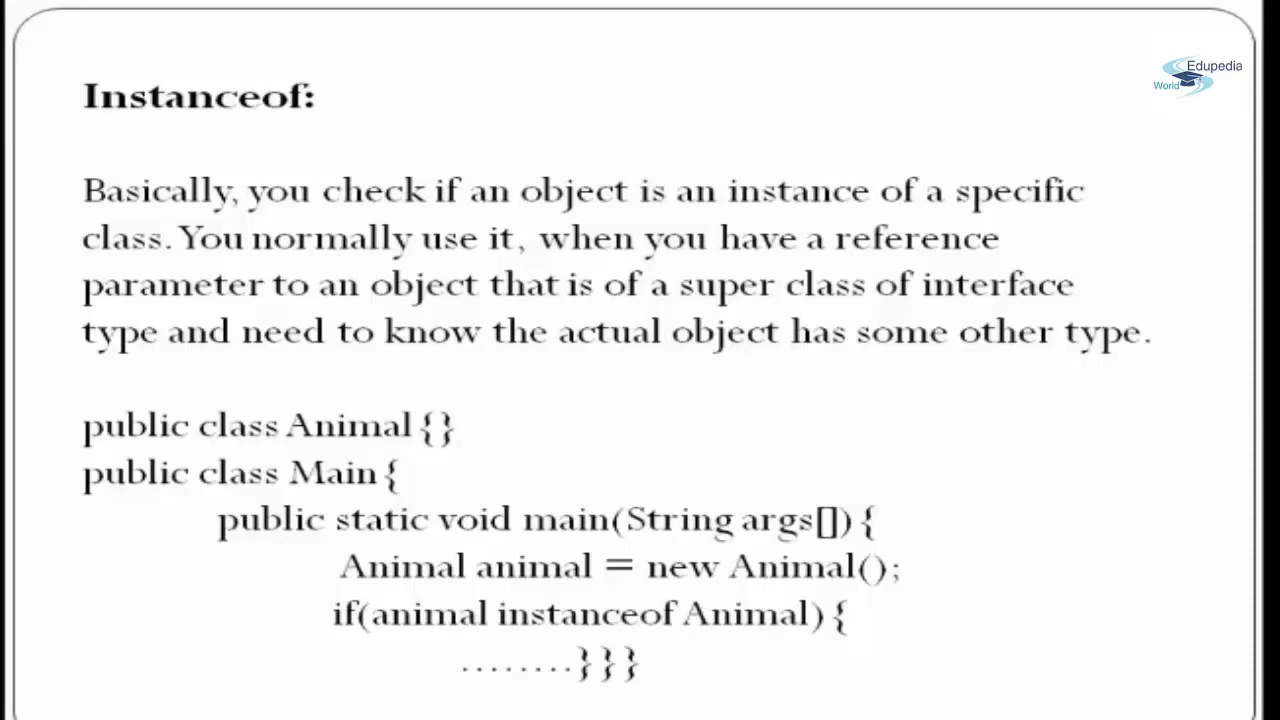 Edupedia
World
Instanceof:
Basically, you check if an object is an instance of a specific
class. You normally use it, when you have a reference
parameter to an object that is of a super class of interface
type and need to know the actual object has some other type.
public class Animal {}
public class Main {
public static void main(String args[]) {
Animal animal = new Animal();
if(animal instanceof Animal) {
........}}}